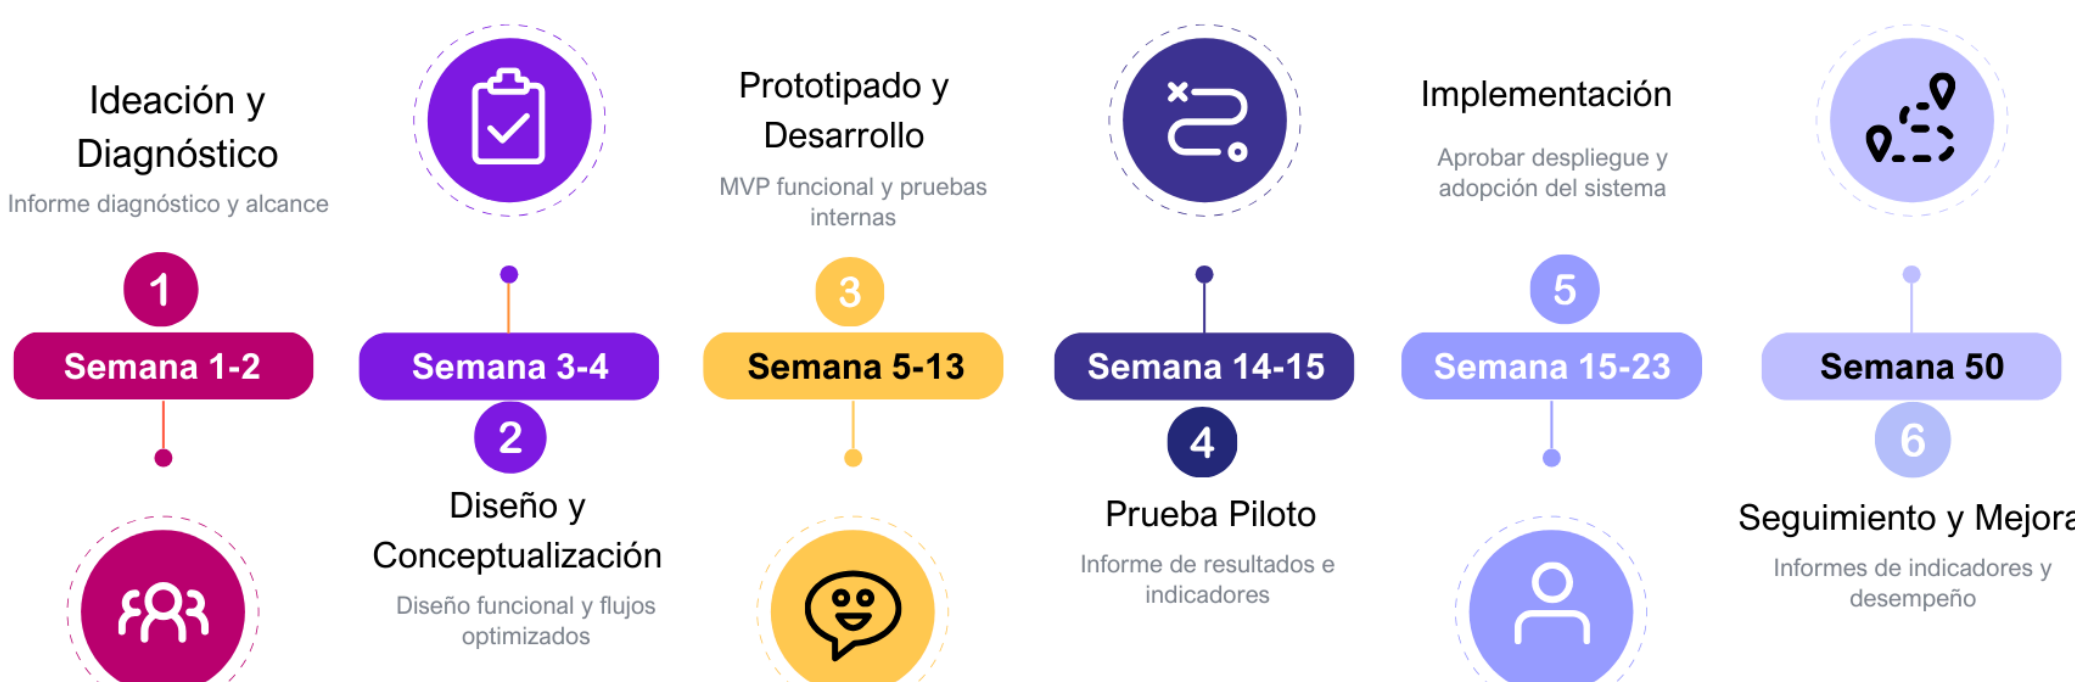 Ideación y
Diagnóstico
Informe diagnóstico y alcance
1
Semana 1-2
Semana 3-4
2
Diseño y
Conceptualización
Diseño funcional y flujos
optimizados
Prototipado y
Desarrollo
MVP funcional y pruebas
internas
3
Semana 5-13
Semana 14-15
4
Prueba Piloto
Informe de resultados e
indicadores
Implementación
Aprobar despliegue y
adopción del sistema
5
Semana 15-23
Semana 50
6
Seguimiento y Mejora
Informes de indicadores y
desempeño